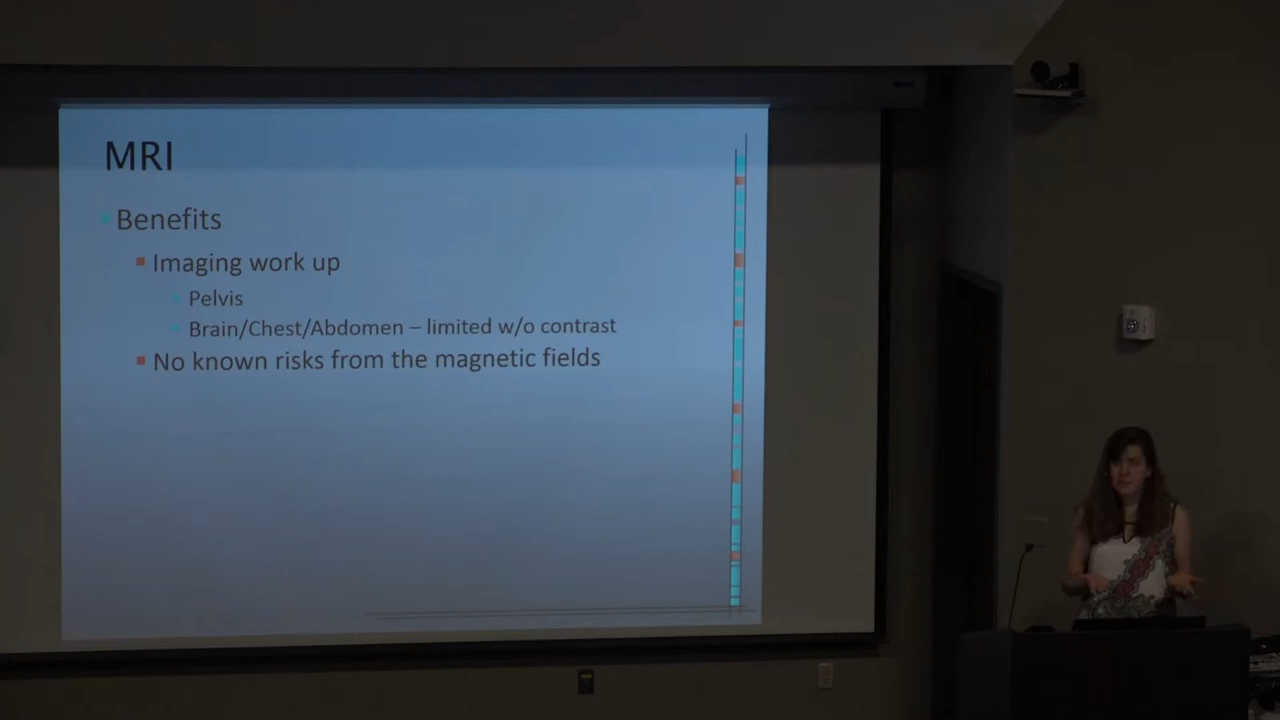 MRI
Benefits
Imaging work up
Pelvis
Brain/Chest/Abdomen – limited w/o contrast
No known risks from the magnetic fields